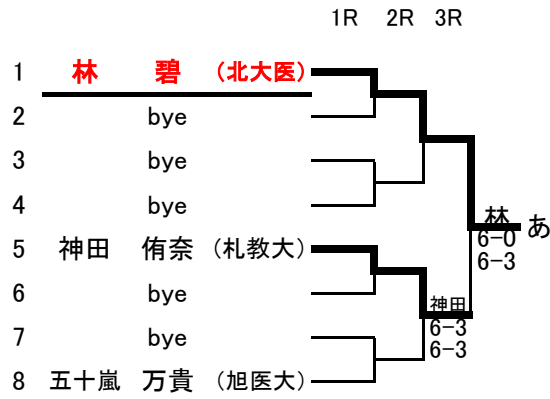 1R 2R 3R
1 林 碧 (北大医)
2 bye
3 bye
4 bye
林 あ
6-0
5 神田 侑奈 (札教大)
6-3
6 bye
神田
6-3
7 bye
6-3
8 五十嵐 万貴 (旭医大)